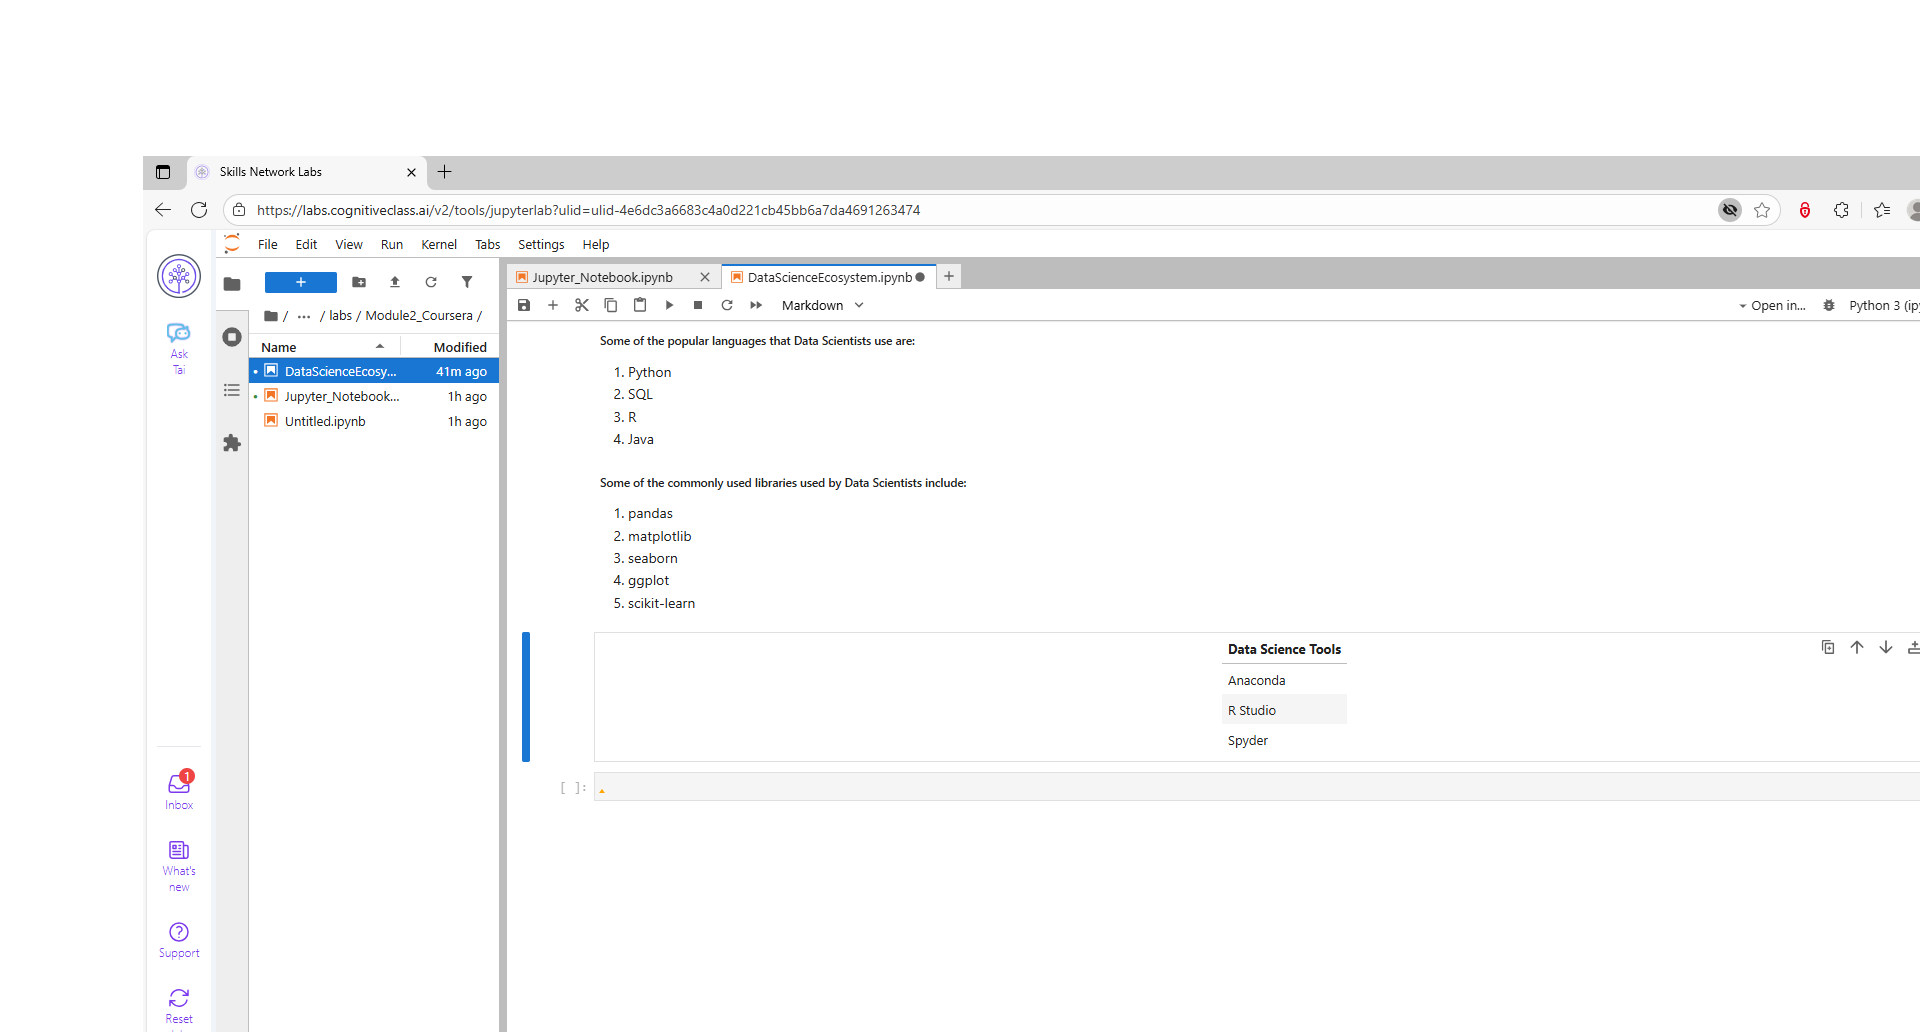 Skills Network Labs
https://labs.cognitiveclass.ai/v2/tools/jupyterlab?ulid=ulid-4e6dc3a6683c4a0d221cb45bb6a7da4691263474
File Edit View Run Kernel Tabs Settings Help
Ask
Tai
+
/ ... / labs / Module2_Coursera /
Name Modified
DataScienceEcosy... 41m ago
Jupyter_Notebook... 1h ago
Untitled.ipynb 1h ago
Inbox
1
What's
new
Support
Reset
Jupyter_Notebook.ipynb
DataScienceEcosystem.ipynb
Markdown
Open in...
Python 3 (ipy
Some of the popular languages that Data Scientists use are:
1. Python
2. SQL
3. R
4. Java
Some of the commonly used libraries used by Data Scientists include:
1. pandas
2. matplotlib
3. seaborn
4. ggplot
5. scikit-learn
Data Science Tools
Anaconda
R Studio
Spyder
[ ]: